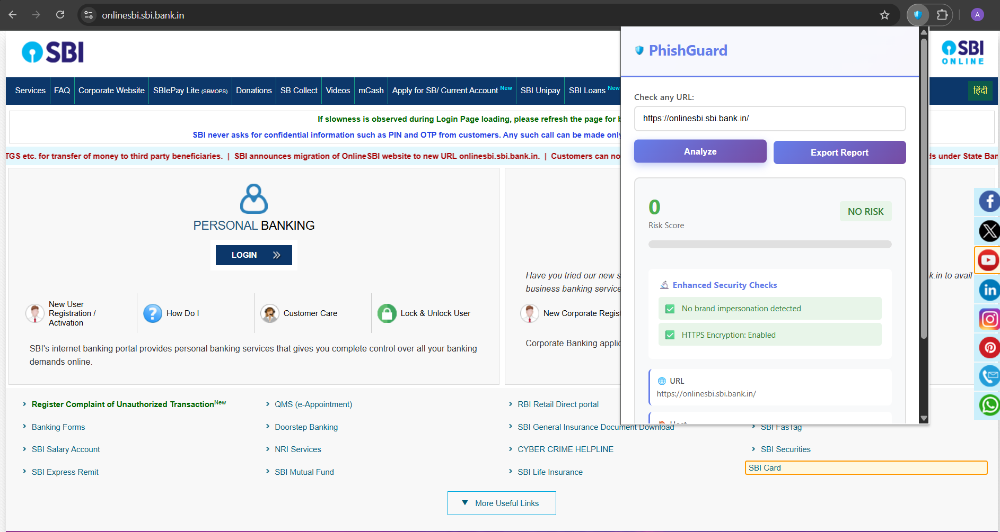 onlinesbi.sbi.bank.in
A
SBI
PhishGuard
SBI
ONLINE
Services
FAQ
Corporate Website
SBIePay Lite (SBMOPS)
Donations
SB Collect
Videos
mCash
Apply for SB/ Current Account New
SBI Unipay
SBI Loans New
हिंदी
Check any URL:
https://onlinesbi.sbi.bank.in/
If slowness is observed during Login Page loading, please refresh the page for
SBI never asks for confidential information such as PIN and OTP from customers. Any such call can be made only
Analyze
Export Report
TGS etc. for transfer of money to third party beneficiaries. | SBI announces migration of OnlineSBI website to new URL onlinesbi.sbi.bank.in. | Customers can no
ds under State Ban
0
Risk Score
NO RISK
PERSONAL BANKING
LOGIN
Have you tried our new s
k.in to avail
business banking service
Enhanced Security Checks
No brand impersonation detected
HTTPS Encryption: Enabled
New User
Registration /
Activation
How Do I
Customer Care
Lock & Unlock User
New Corporate Regist
SBI's internet banking portal provides personal banking services that gives you complete control over all your banking
demands online.
Corporate Banking applic
URL
https://onlinesbi.sbi.bank.in/
Register Complaint of Unauthorized Transaction New
QMS (e-Appointment)
RBI Retail Direct portal
Banking Forms
Doorstep Banking
SBI General Insurance Document Download
SBI FasTag
SBI Salary Account
NRI Services
CYBER CRIME HELPLINE
SBI Securities
SBI Express Remit
SBI Mutual Fund
SBI Life Insurance
SBI Card
More Useful Links